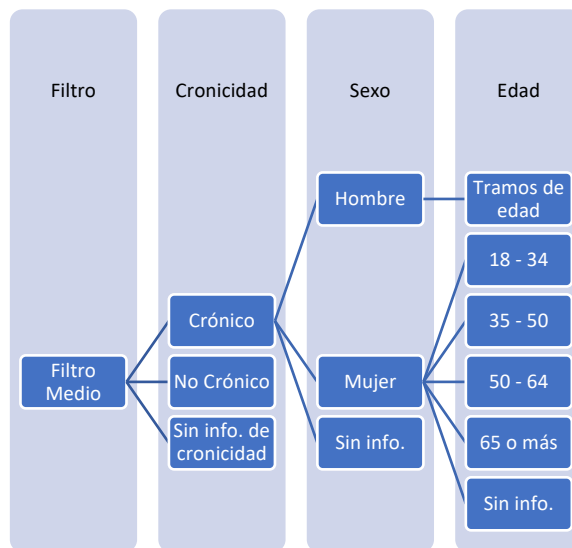 Filtro
Cronicidad
Sexo
Edad
Filtro
Medio
Crónico
No Crónico
Sin info. de
cronicidad
Hombre
Mujer
Sin info.
Tramos de
edad
18 - 34
35 - 50
50 - 64
65 o más
Sin info.